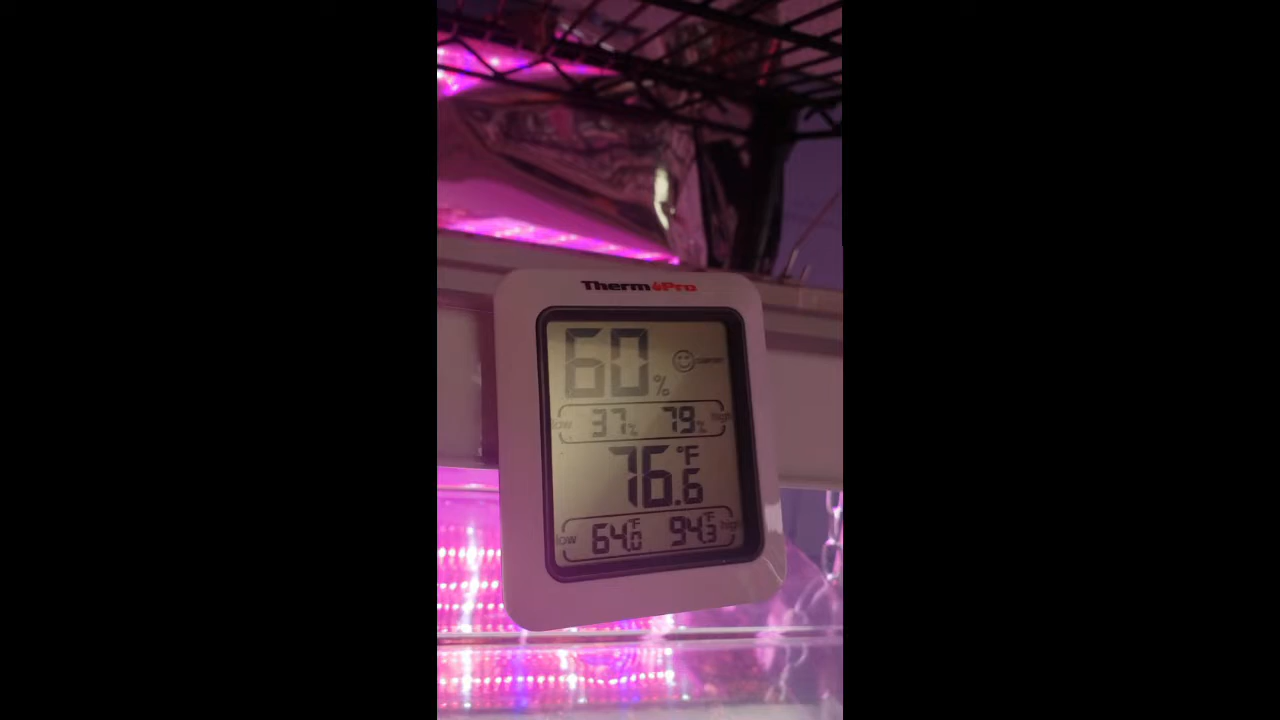 ThermoPro
60 %
low 37% 79% high
76.6 °F
low 64.0 °F 94.3 °F high